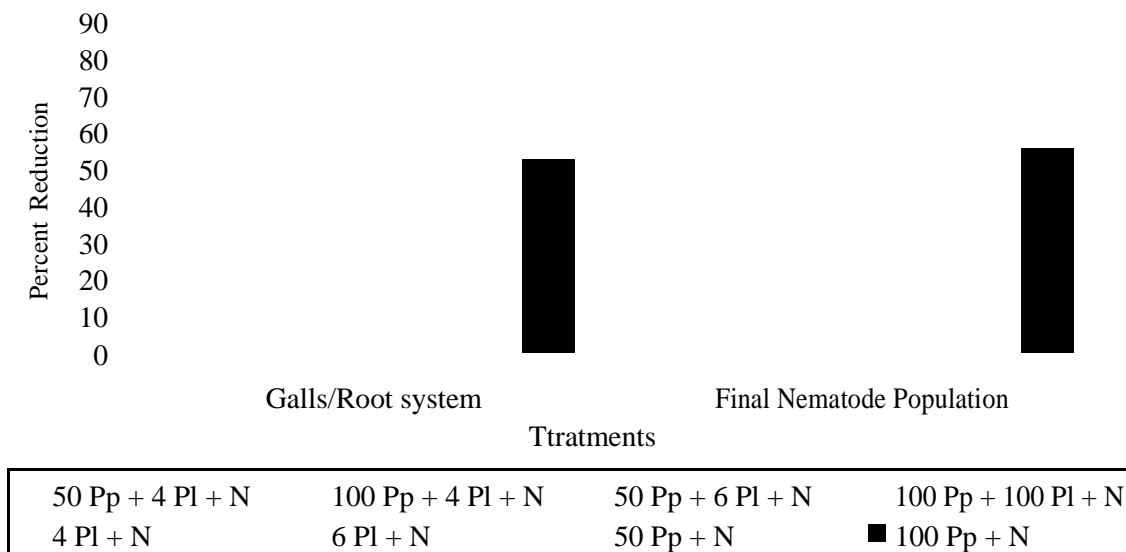 90
80
70
60
50
40
30
20
10
0
Percent Reduction
Galls/Root system Final Nematode Population
Ttratments
50 Pp + 4 Pl + N 100 Pp + 4 Pl + N 50 Pp + 6 Pl + N 100 Pp + 100 Pl + N
4 Pl + N 6 Pl + N 50 Pp + N 100 Pp + N